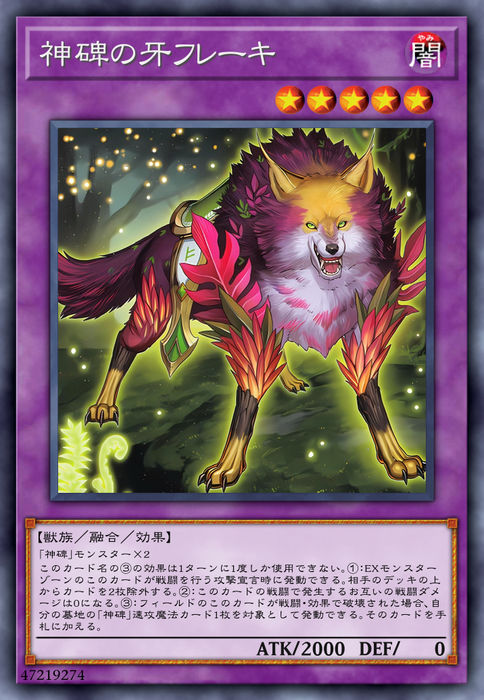 神碑の牙フレーキ
やみ
闇
【獣族／融合／効果】
「神碑」モンスター×2
このカード名の③の効果は1ターンに1度しか使用できない。①：EXモンスター
ゾーンのこのカードが戦闘を行う攻撃宣言時に発動できる。相手のデッキの上
からカードを2枚除外する。②：このカードの戦闘で発生するお互いの戦闘ダメ
ージは0になる。③：フィールドのこのカードが戦闘・効果で破壊された場合、自
分の墓地の「神碑」速攻魔法カード1枚を対象として発動できる。そのカードを手
札に加える。
ATK/2000 DEF/ 0
47219274